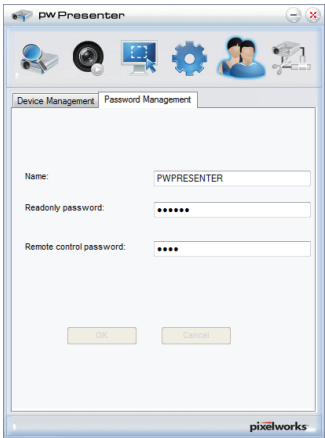 pw Presenter
Device Management Password Management
Name: PWPRESENTER
Readonly password: ••••••
Remote control password: ••••
OK Cancel
pixelworks